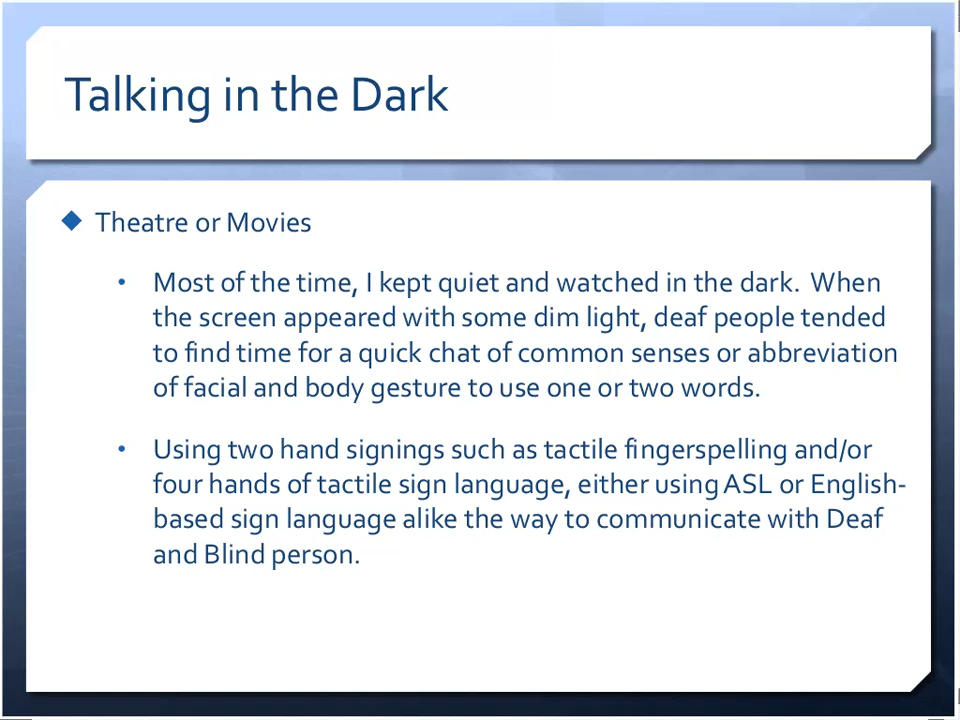 Talking in the Dark
Theatre or Movies
• Most of the time, I kept quiet and watched in the dark.  When
the screen appeared with some dim light, deaf people tended
to find time for a quick chat of common senses or abbreviation
of facial and body gesture to use one or two words.
• Using two hand signings such as tactile fingerspelling and/or
four hands of tactile sign language, either using ASL or English-
based sign language alike the way to communicate with Deaf
and Blind person.